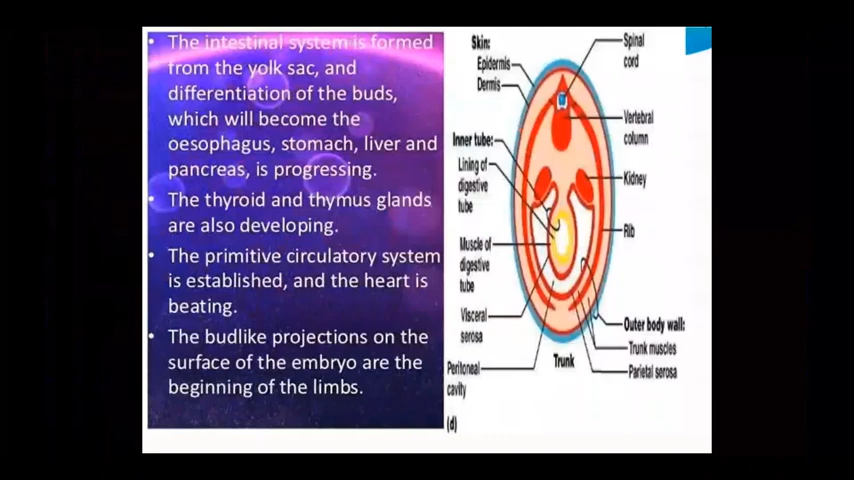 • The intestinal system is formed
from the yolk sac, and
differentiation of the buds,
which will become the
oesophagus, stomach, liver and
pancreas, is progressing.
• The thyroid and thymus glands
are also developing.
• The primitive circulatory system
is established, and the heart is
beating.
• The budlike projections on the
surface of the embryo are the
beginning of the limbs.
Skin:
Epidermis
Dermis
Inner tube:
Lining of
digestive
tube
Muscle of
digestive
tube
Visceral
serosa
Peritoneal
cavity
(d)
Spinal
cord
Vertebral
column
Kidney
Rib
Outer body wall:
Trunk muscles
Parietal serosa
Trunk